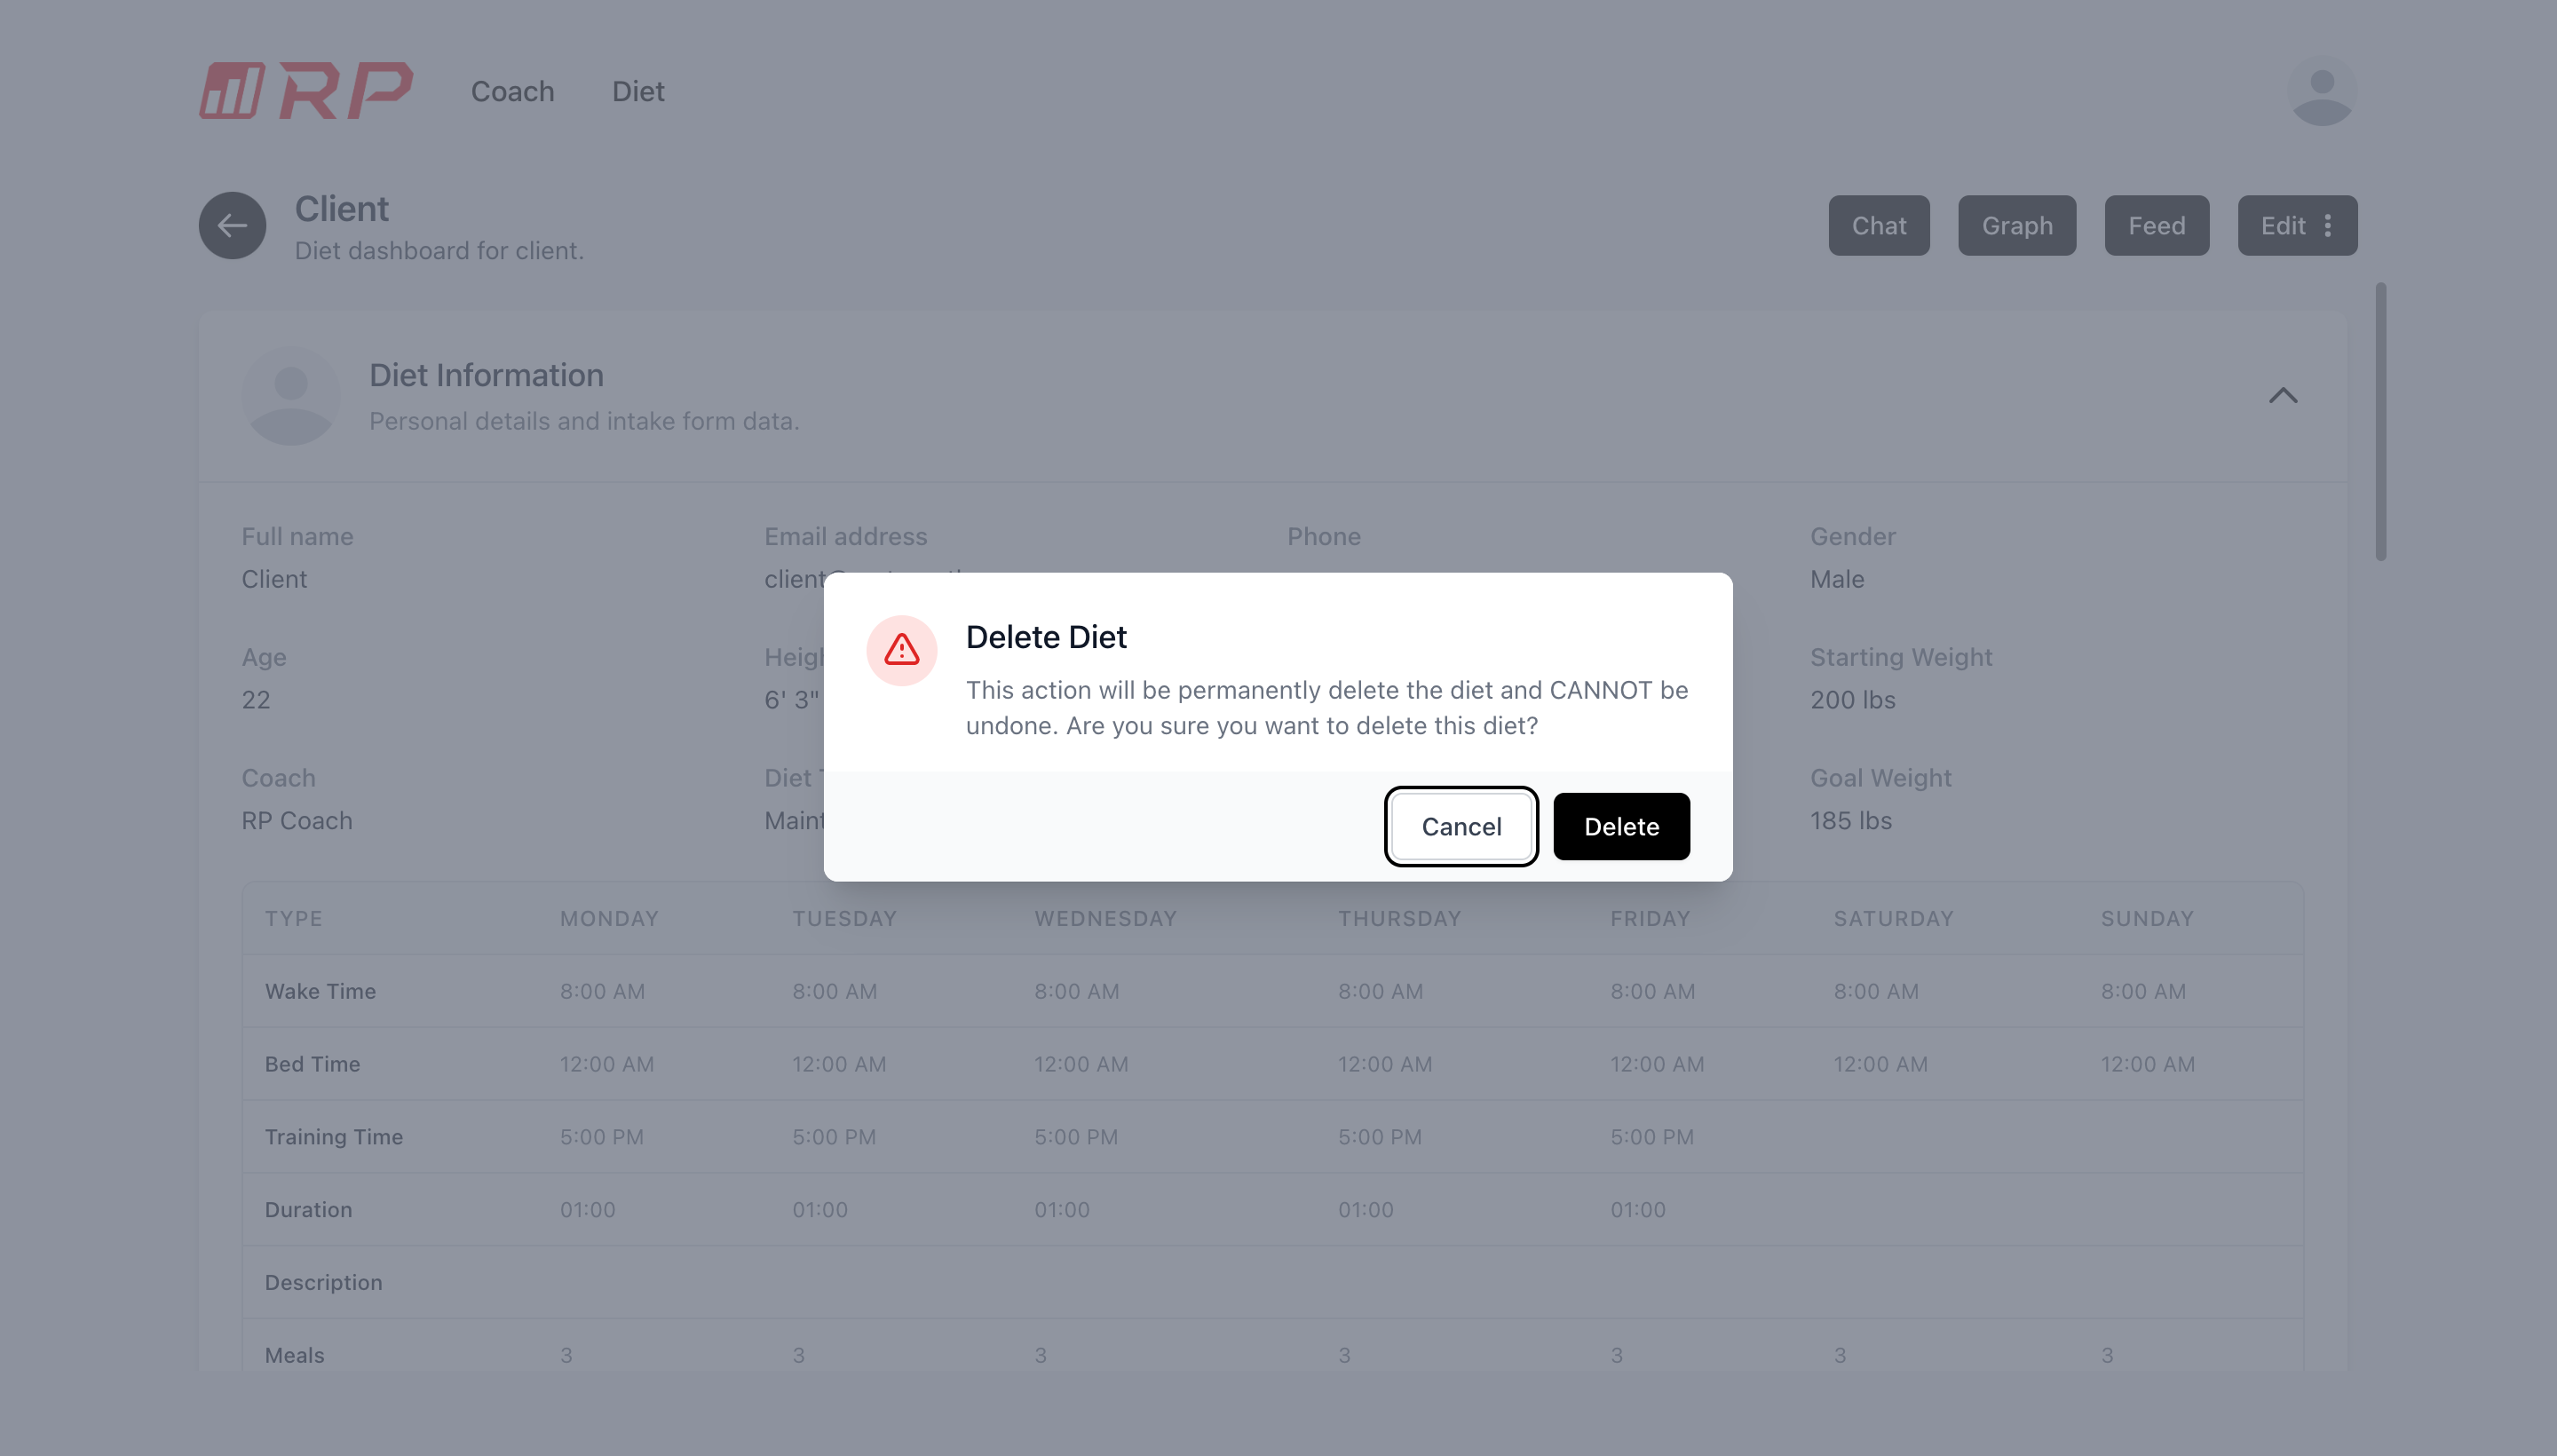 RP Coach Diet
Client
Diet dashboard for client.
Chat Graph Feed Edit
Diet Information
Personal details and intake form data.
Full name Email address Phone Gender
Client client Male
Delete Diet
This action will be permanently delete the diet and CANNOT be
undone. Are you sure you want to delete this diet?
Cancel Delete
Age Starting Weight
22 6' 3" 200 lbs
Coach Diet Goal Weight
RP Coach 185 lbs
TYPE MONDAY TUESDAY WEDNESDAY THURSDAY FRIDAY SATURDAY SUNDAY
Wake Time 8:00 AM 8:00 AM 8:00 AM 8:00 AM 8:00 AM 8:00 AM 8:00 AM
Bed Time 12:00 AM 12:00 AM 12:00 AM 12:00 AM 12:00 AM 12:00 AM 12:00 AM
Training Time 5:00 PM 5:00 PM 5:00 PM 5:00 PM 5:00 PM
Duration 01:00 01:00 01:00 01:00 01:00
Description
Meals 3 3 3 3 3 3 3